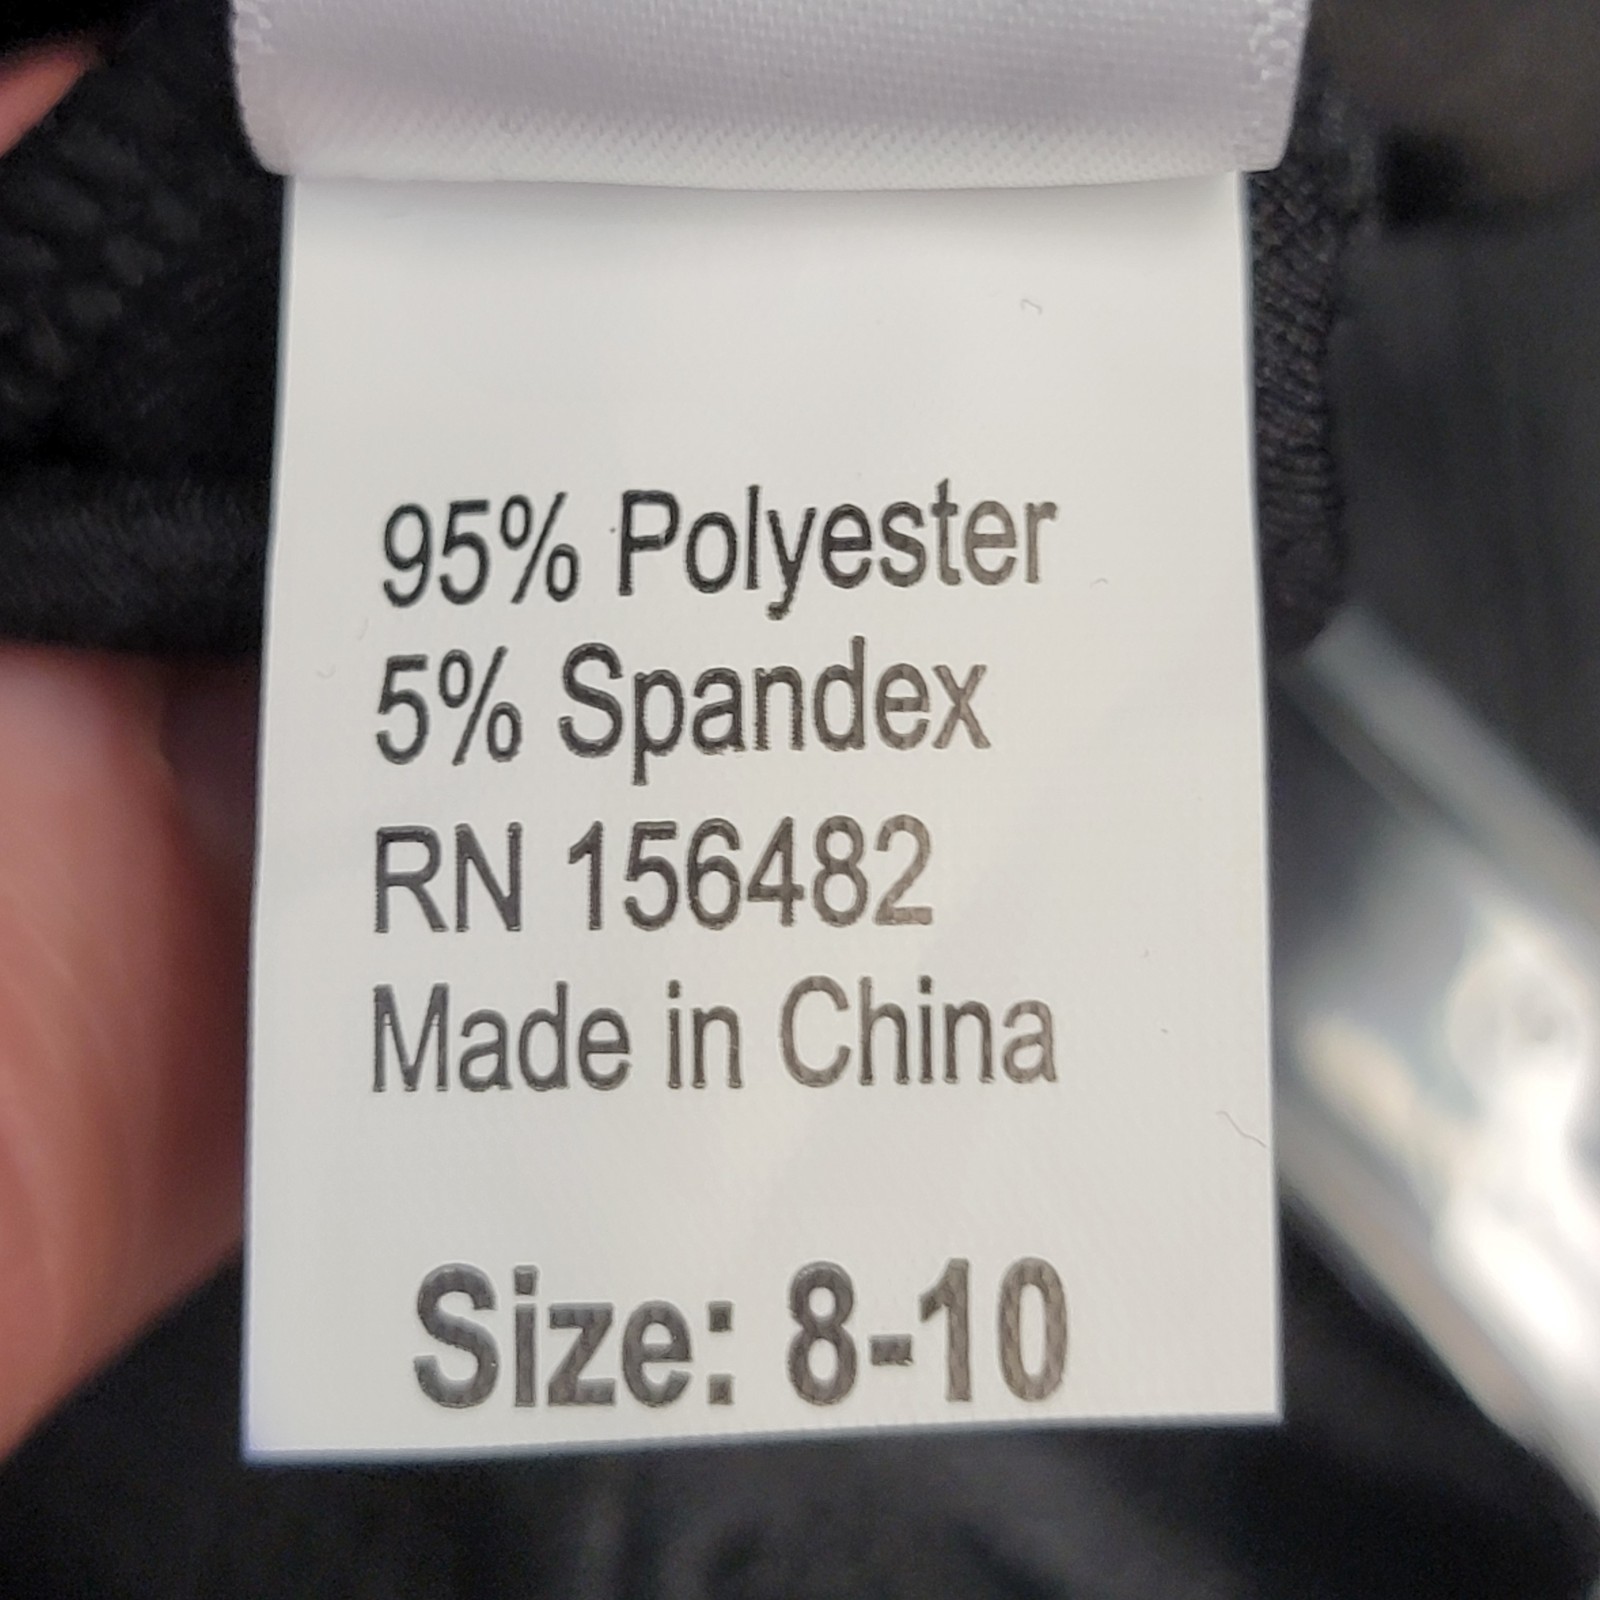 95% Polyester
5% Spandex
RN 156482
Made in China
Size: 8-10